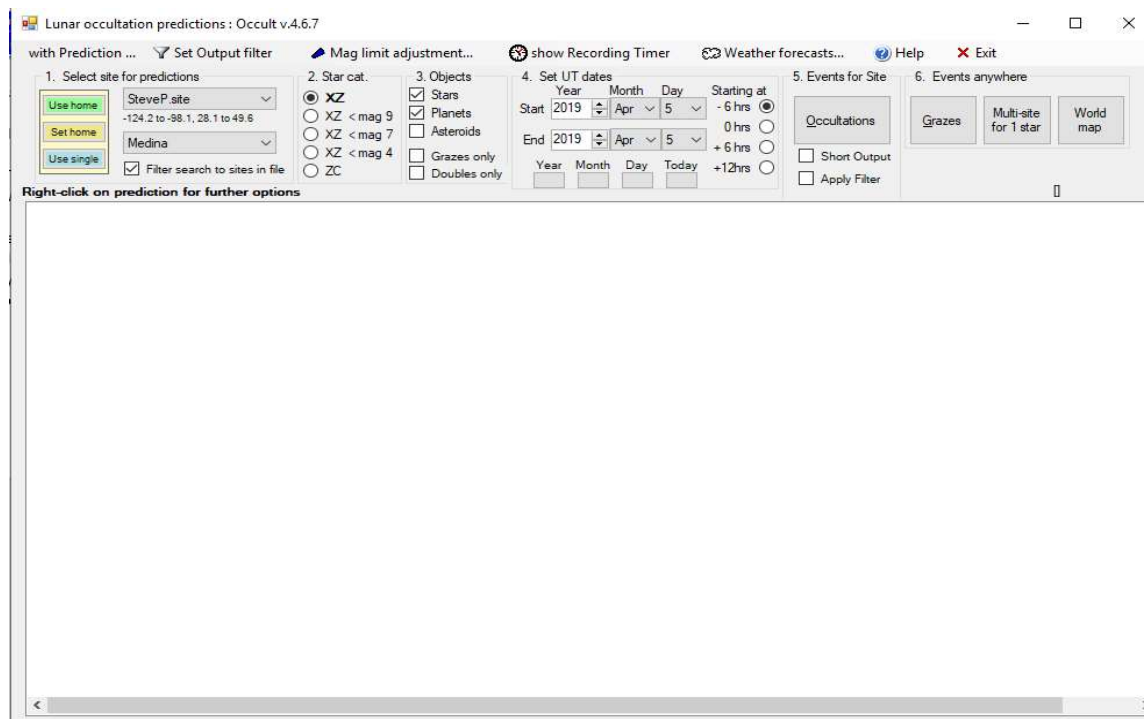 Lunar occultation predictions : Occult v.4.6.7
with Prediction ... Set Output filter Mag limit adjustment... show Recording Timer Weather forecasts... Help Exit
1. Select site for predictions
Use home
Set home
Use single
SteveP.site
-124.2 to -98.1, 28.1 to 49.6
Medina
Filter search to sites in file
2. Star cat.
XZ
XZ < mag 9
XZ < mag 7
XZ < mag 4
ZC
3. Objects
Stars
Planets
Asteroids
Grazes only
Doubles only
4. Set UT dates
Year Month Day
Start 2019 Apr 5
End 2019 Apr 5
Year Month Day Today
Starting at
- 6 hrs
0 hrs
+ 6 hrs
+12hrs
5. Events for Site
Occultations
Short Output
Apply Filter
6. Events anywhere
Grazes
Multi-site
for 1 star
World
map
[]
Right-click on prediction for further options